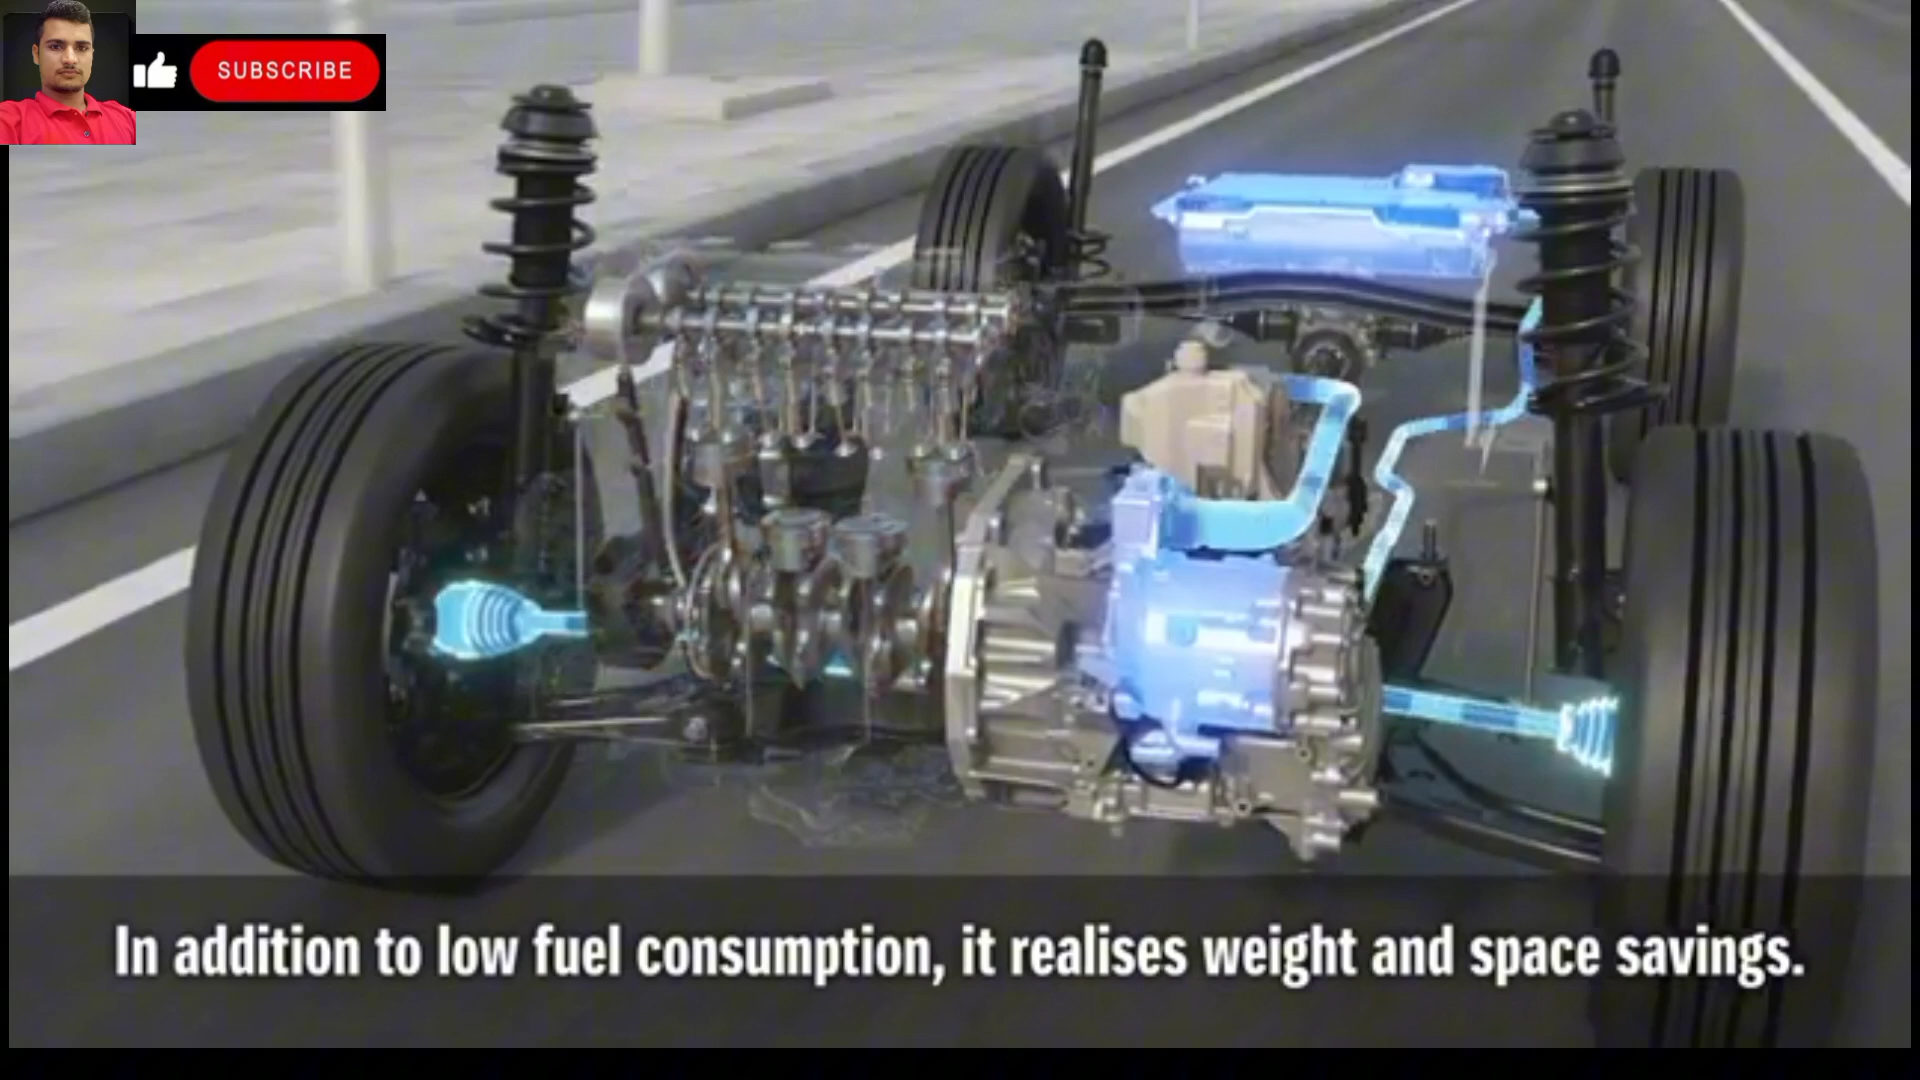 SUBSCRIBE
In addition to low fuel consumption, it realises weight and space savings.